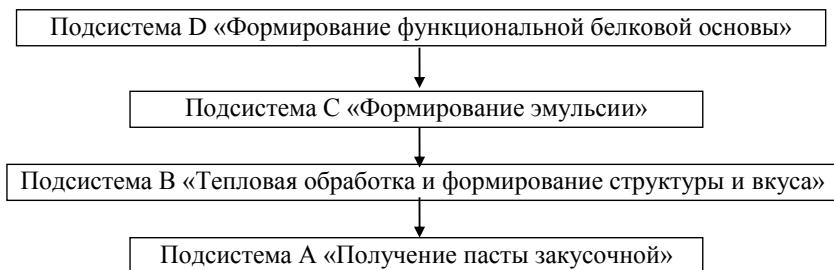 Подсистема D «Формирование функциональной белковой основы»
Подсистема С «Формирование эмульсии»
Подсистема В «Тепловая обработка и формирование структуры и вкуса»
Подсистема А «Получение пасты закусочной»